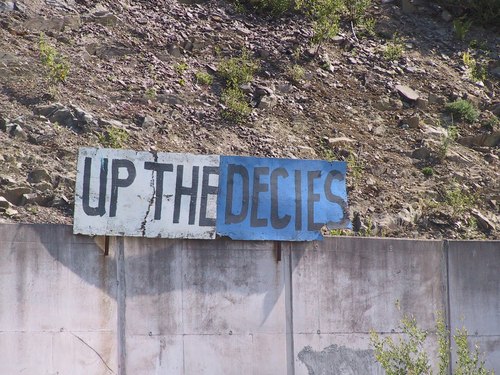 UP THE DECIES